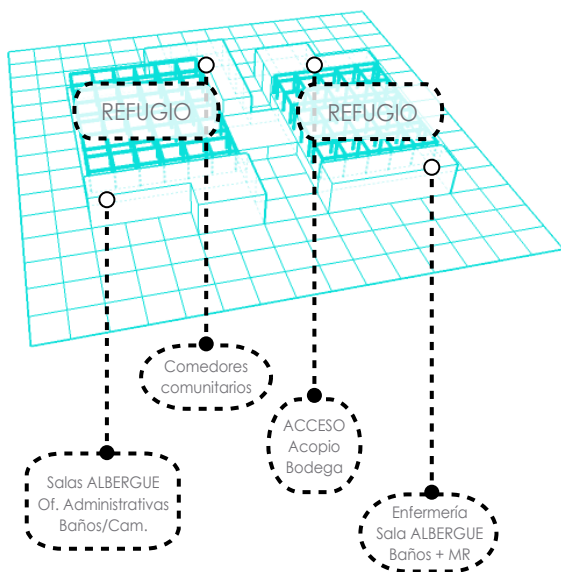 REFUGIO
REFUGIO
Comedores
comunitarios
ACCESO
Acopio
Bodega
Salas ALBERGUE
Of. Administrativas
Baños/Cam.
Enfermería
Sala ALBERGUE
Baños + MR